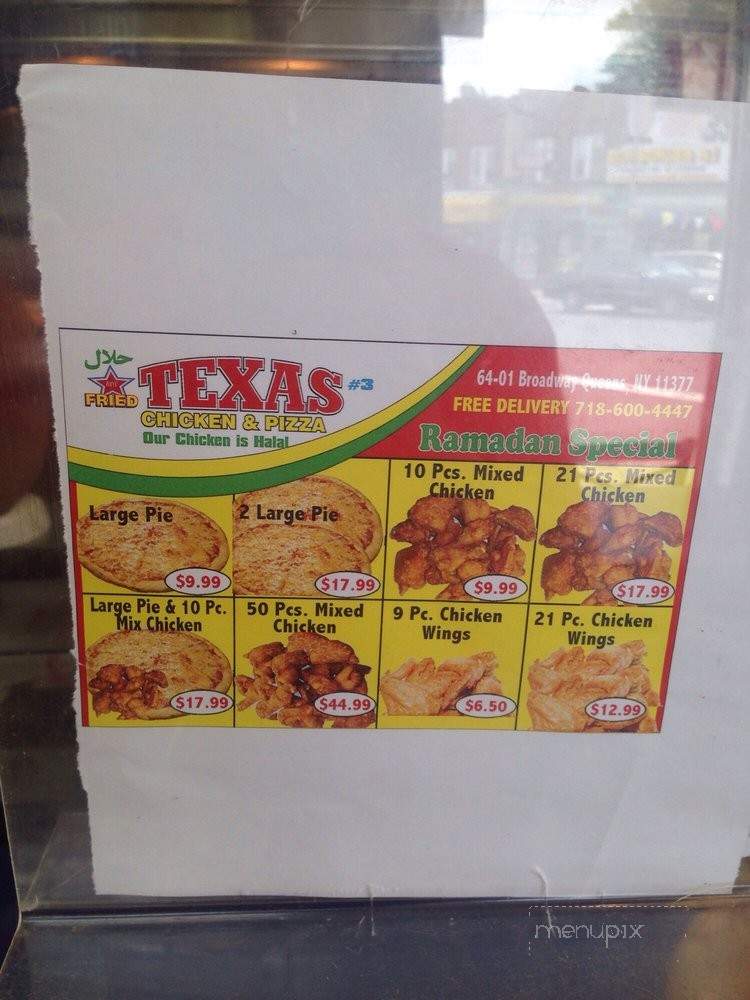 حلال
FRIED
TEXAS #3
CHICKEN & PIZZA
Our Chicken is Halal
64-01 Broadway Queens, NY 11377
FREE DELIVERY 718-600-4447
Ramadan Special
Large Pie
$9.99
2 Large Pie
$17.99
10 Pcs. Mixed
Chicken
$9.99
21 Pcs. Mixed
Chicken
$17.99
Large Pie & 10 Pc.
Mix Chicken
$17.99
50 Pcs. Mixed
Chicken
$44.99
9 Pc. Chicken
Wings
$6.50
21 Pc. Chicken
Wings
$12.99
menupix